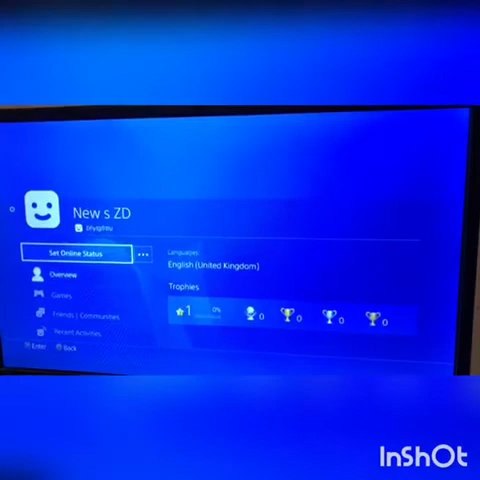 New s ZD
Set Online Status
Languages
English (United Kingdom)
Overview
Trophies
Games
1
0%
0
0
0
0
Friends | Communities
Recent Activities
Enter
Back
InShOt